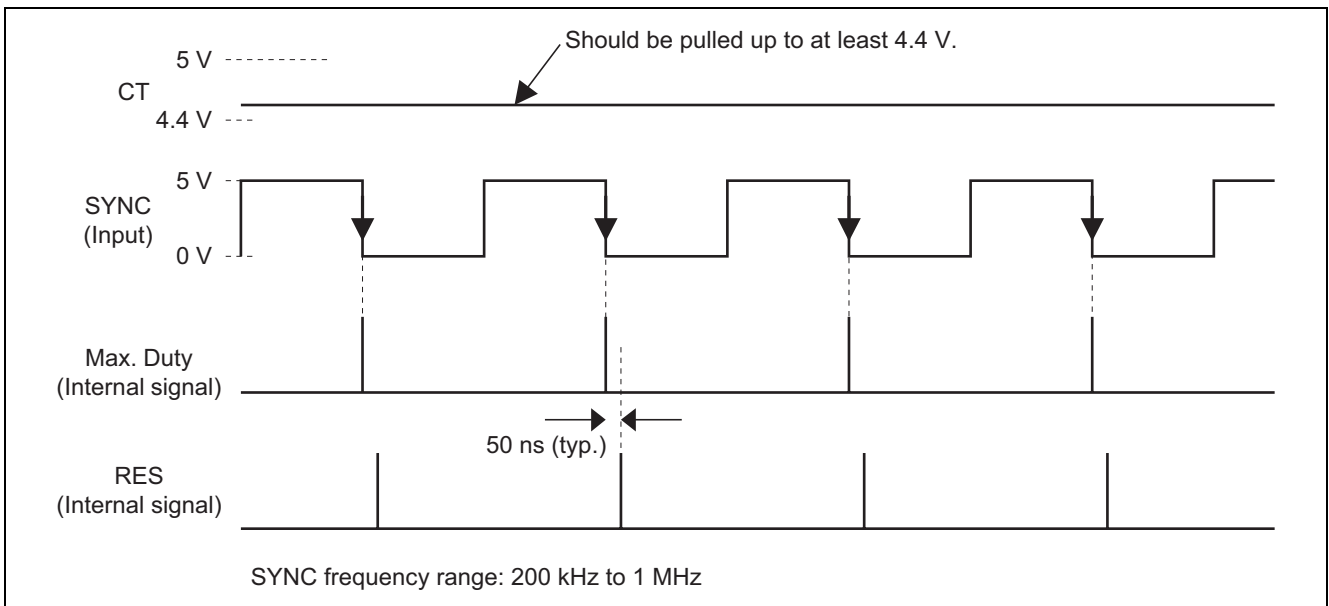 Should be pulled up to at least 4.4 V.
5 V
CT
4.4 V
5 V
SYNC
(Input)
0 V
Max. Duty
(Internal signal)
50 ns (typ.)
RES
(Internal signal)
SYNC frequency range: 200 kHz to 1 MHz